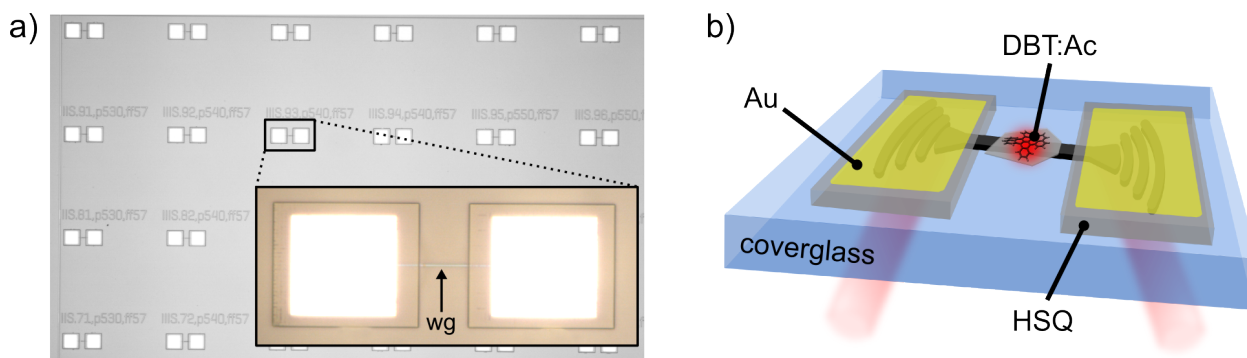 a)
IIIS.91,p530,ff57 IIIS.92,p540,ff57 IIIS.93,p540,ff57 IIIS.94,p540,ff57 IIIS.95,p550,ff57 IIIS.96,p550,ff57
IIIS.81,p530,ff57 IIIS.82,p540,ff57
IIIS.71,p530,ff57 IIIS.72,p540,ff57
wg
b)
DBT:Ac
Au
coverglass
HSQ